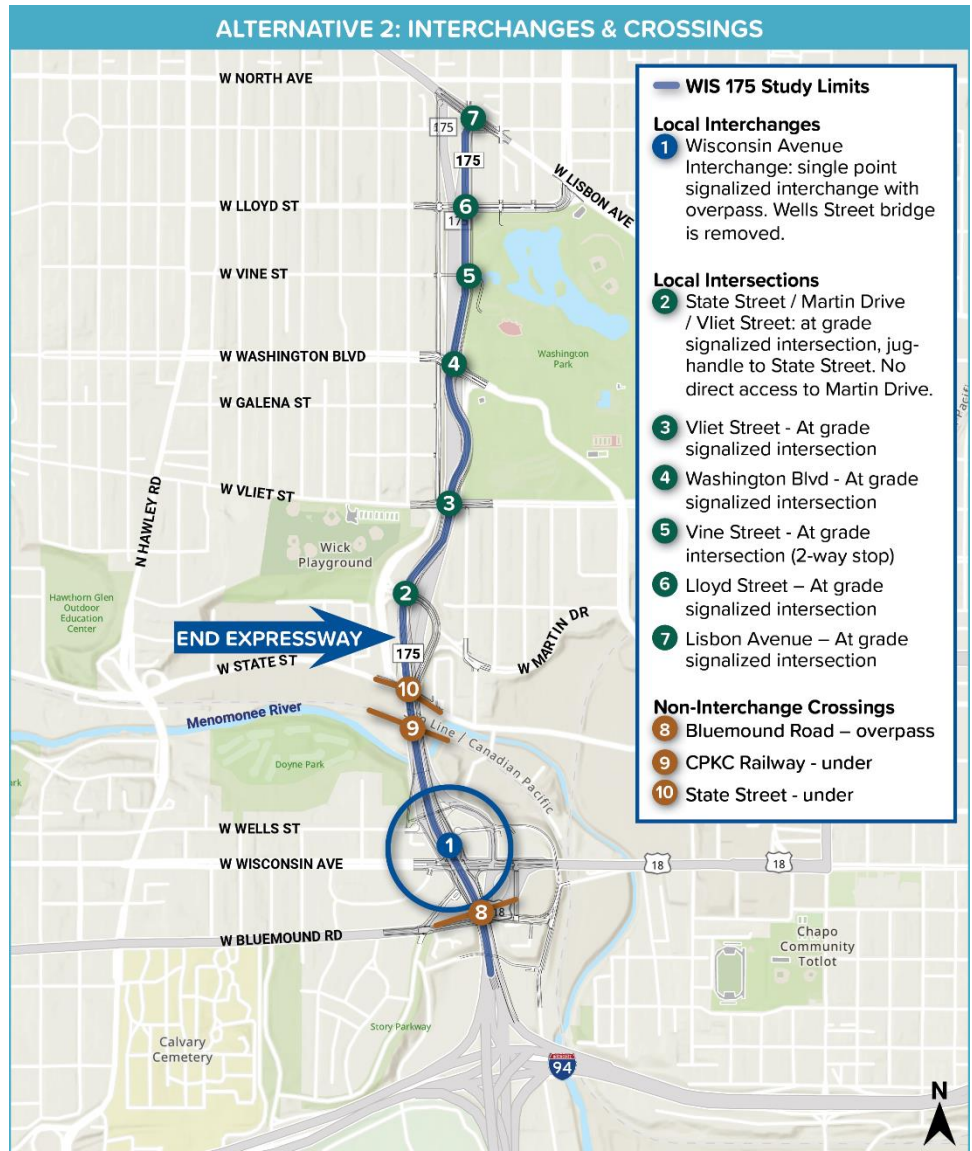 ALTERNATIVE 2: INTERCHANGES & CROSSINGS
W NORTH AVE
175
7
175
W LISBON AVE
W LLOYD ST
6
W VINE ST
5
Washington
Park
W WASHINGTON BLVD
4
W GALENA ST
N HAWLEY RD
W VLIET ST
3
Wick
Playground
2
Hawthorn Glen
Outdoor
Education
Center
END EXPRESSWAY
W MARTIN DR
175
W STATE ST
10
Menomonee River
9
Line / Canadian Pacific
Doyne Park
W WELLS ST
1
W WISCONSIN AVE
18
18
8
18
W BLUEMOUND RD
Chapo
Community
Totlot
Story Parkway
Calvary
Cemetery
94
N
WIS 175 Study Limits
Local Interchanges
1 Wisconsin Avenue
Interchange: single point
signalized interchange with
overpass. Wells Street bridge
is removed.
Local Intersections
2 State Street / Martin Drive
/ Vliet Street: at grade
signalized intersection, jug-
handle to State Street. No
direct access to Martin Drive.
3 Vliet Street - At grade
signalized intersection
4 Washington Blvd - At grade
signalized intersection
5 Vine Street - At grade
intersection (2-way stop)
6 Lloyd Street – At grade
signalized intersection
7 Lisbon Avenue – At grade
signalized intersection
Non-Interchange Crossings
8 Bluemound Road – overpass
9 CPKC Railway - under
10 State Street - under